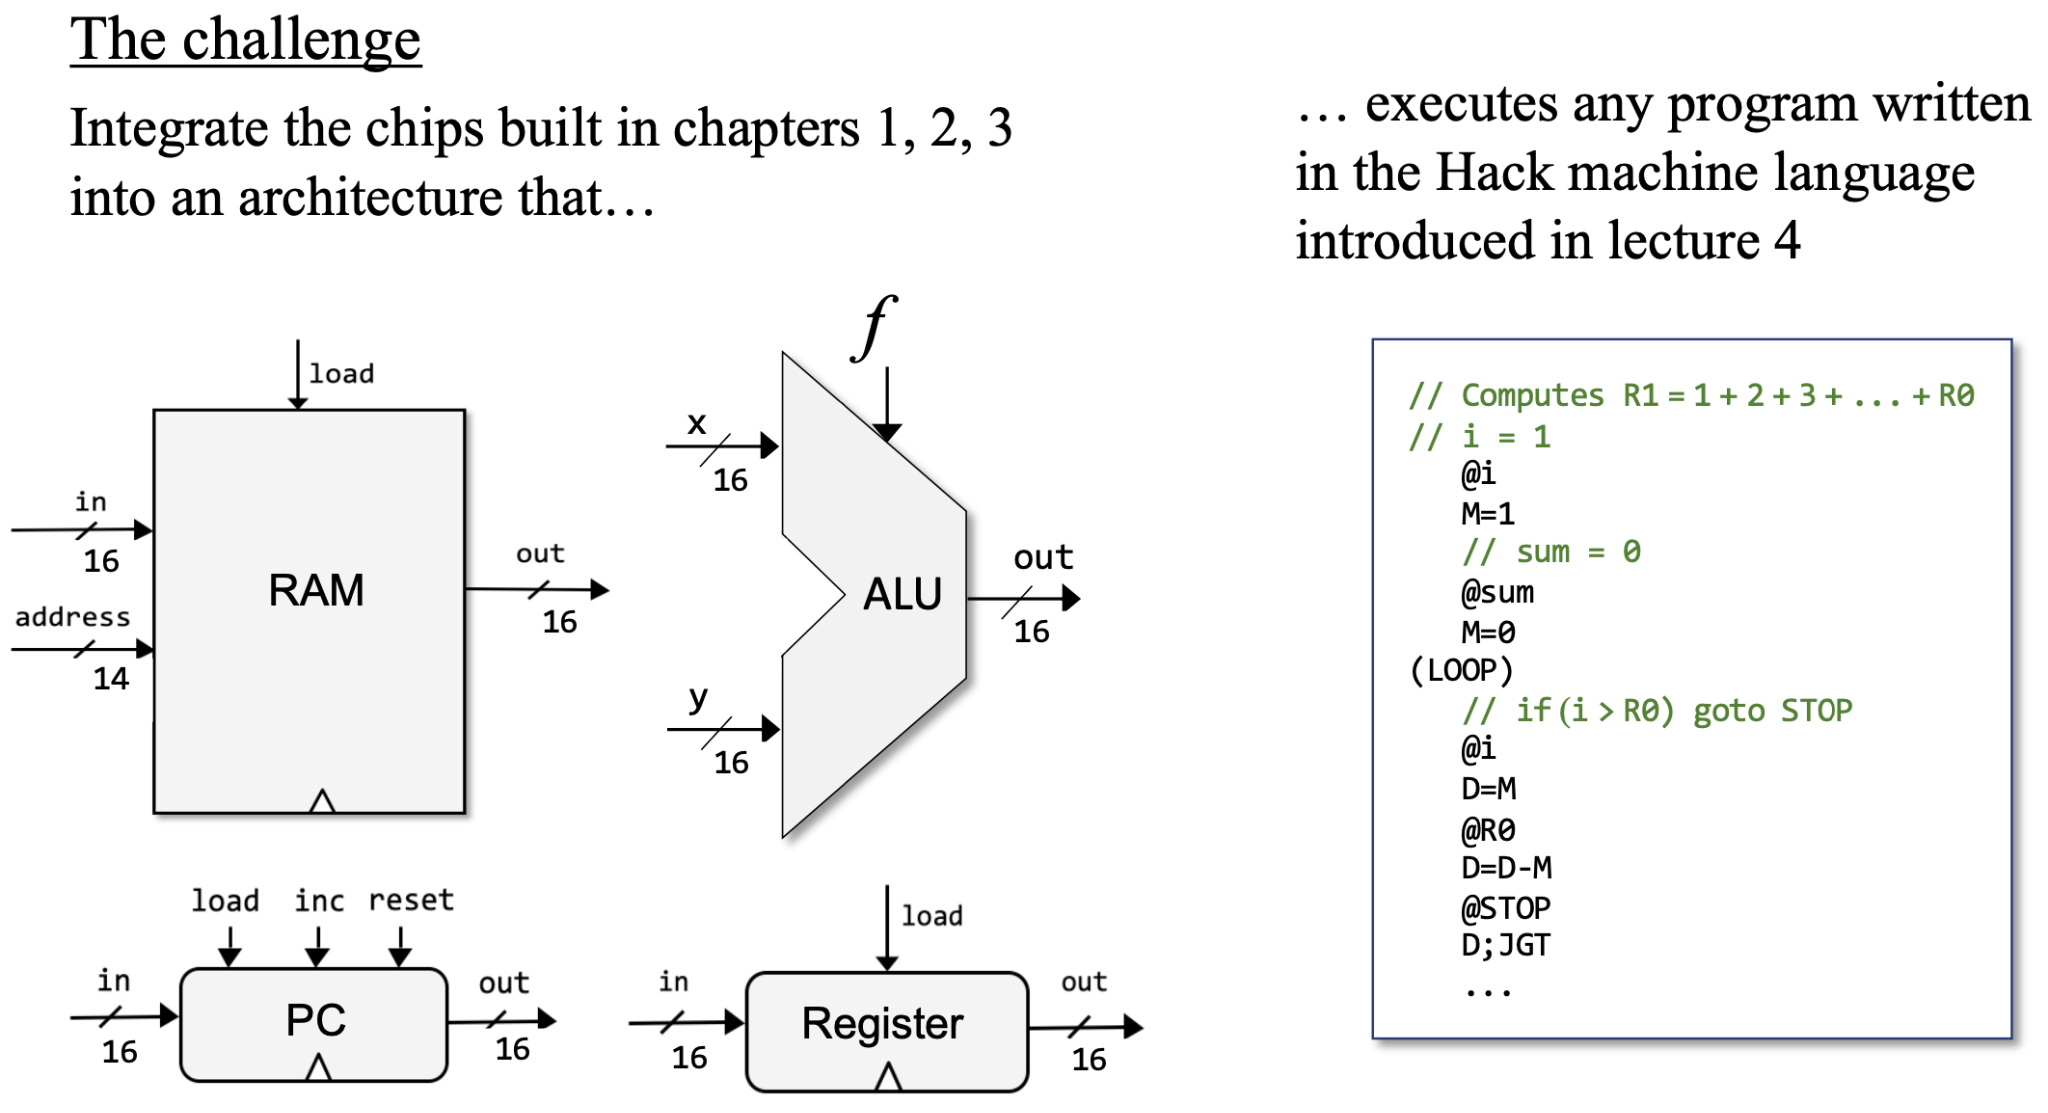 The challenge
Integrate the chips built in chapters 1, 2, 3
into an architecture that…
… executes any program written
in the Hack machine language
introduced in lecture 4
load
in
16
address
14
RAM
out
16
f
x
16
y
16
ALU
out
16
load inc reset
in
16
PC
out
16
load
in
16
Register
out
16
// Computes R1 = 1 + 2 + 3 + ... + R0
// i = 1
@i
M=1
// sum = 0
@sum
M=0
(LOOP)
// if (i > R0) goto STOP
@i
D=M
@R0
D=D-M
@STOP
D;JGT
...